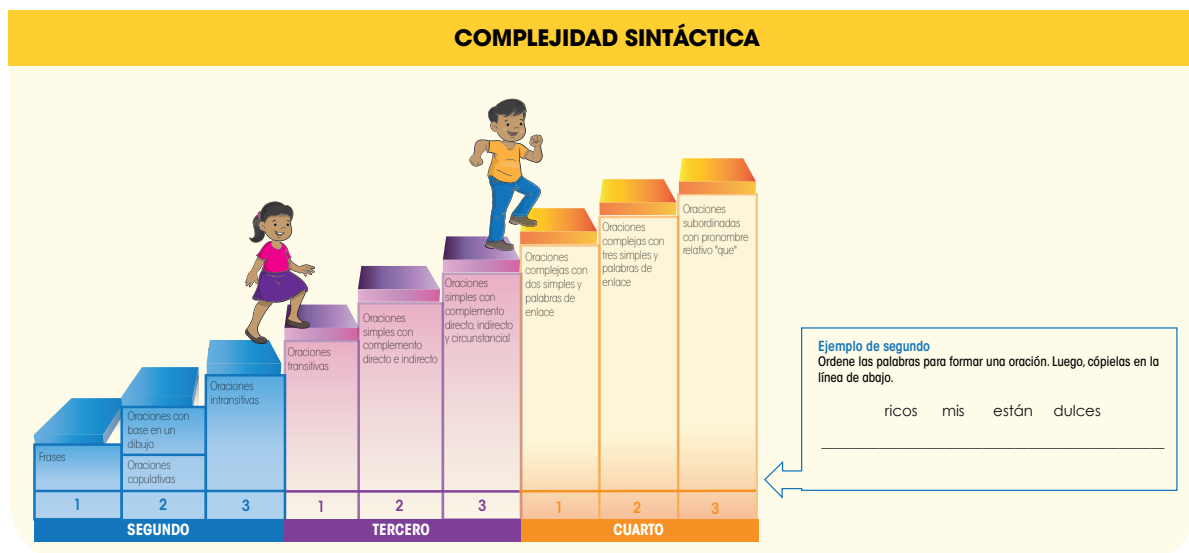 COMPLEJIDAD SINTÁCTICA
Frases
Oraciones con
base en un
dibujo
Oraciones
copulativas
Oraciones
intransitivas
Oraciones
transitivas
Oraciones
simples con
complemento
directo e indirecto
Oraciones
simples con
complemento
directo, indirecto
y circunstancial
Oraciones
complejas con
dos simples y
palabras de
enlace
Oraciones
complejas con
tres simples y
palabras de
enlace
Oraciones
subordinadas
con pronombre
relativo "que"
1 2 3 1 2 3 1 2 3
SEGUNDO TERCERO CUARTO
Ejemplo de segundo
Ordene las palabras para formar una oración. Luego, cópielas en la
línea de abajo.
ricos mis están dulces